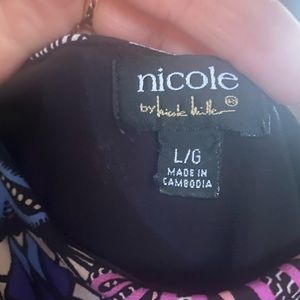 nicole
by Nicole Miller ®
L/G
MADE IN
CAMBODIA